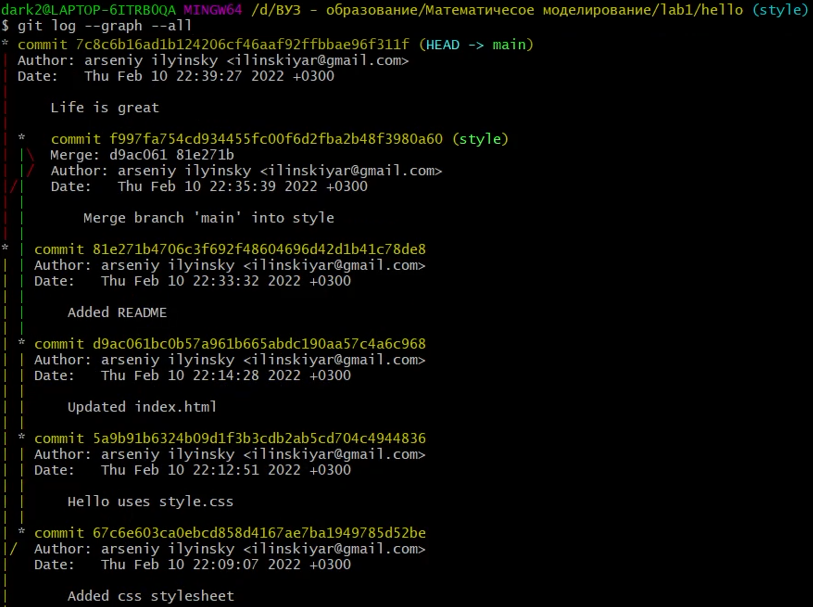 dark2@LAPTOP-6ITRBOQA MINGW64 /d/ВУЗ - образование/Математичесое моделирование/lab1/hello (style)
$ git log --graph --all
* commit 7c8c6b16ad1b124206cf46aaf92ffbbae96f311f (HEAD -> main)
| Author: arseniy ilyinsky <ilinskiyar@gmail.com>
| Date:   Thu Feb 10 22:39:27 2022 +0300
|
|     Life is great
|
| *   commit f997fa754cd934455fc00f6d2fba2b48f3980a60 (style)
| |\  Merge: d9ac061 81e271b
| |/  Author: arseniy ilyinsky <ilinskiyar@gmail.com>
|/|   Date:   Thu Feb 10 22:35:39 2022 +0300
| |
| |       Merge branch 'main' into style
| |
* | commit 81e271b4706c3f692f48604696d42d1b41c78de8
| | Author: arseniy ilyinsky <ilinskiyar@gmail.com>
| | Date:   Thu Feb 10 22:33:32 2022 +0300
| |
| |     Added README
| |
| * commit d9ac061bc0b57a961b665abdc190aa57c4a6c968
| | Author: arseniy ilyinsky <ilinskiyar@gmail.com>
| | Date:   Thu Feb 10 22:14:28 2022 +0300
| |
| |     Updated index.html
| |
| * commit 5a9b91b6324b09d1f3b3cdb2ab5cd704c4944836
| | Author: arseniy ilyinsky <ilinskiyar@gmail.com>
| | Date:   Thu Feb 10 22:12:51 2022 +0300
| |
| |     Hello uses style.css
| |
| * commit 67c6e603ca0ebcd858d4167ae7ba1949785d52be
|/  Author: arseniy ilyinsky <ilinskiyar@gmail.com>
|   Date:   Thu Feb 10 22:09:07 2022 +0300
|
|       Added css stylesheet